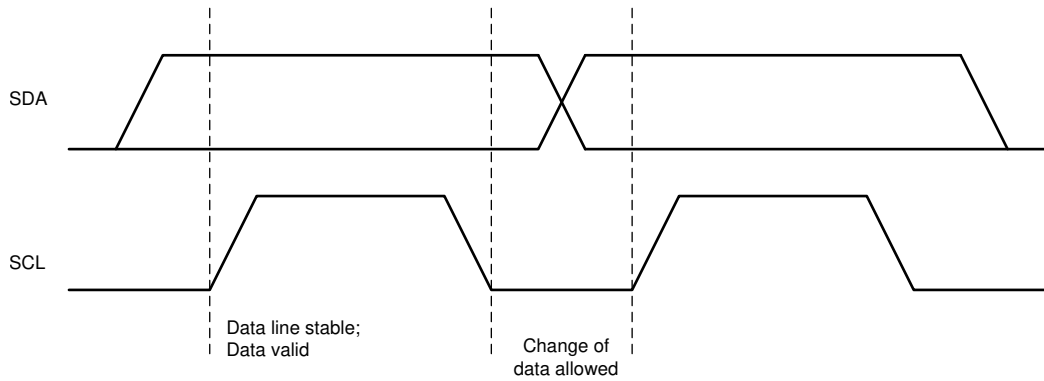 SDA
SCL
Data line stable;
Data valid
Change of
data allowed